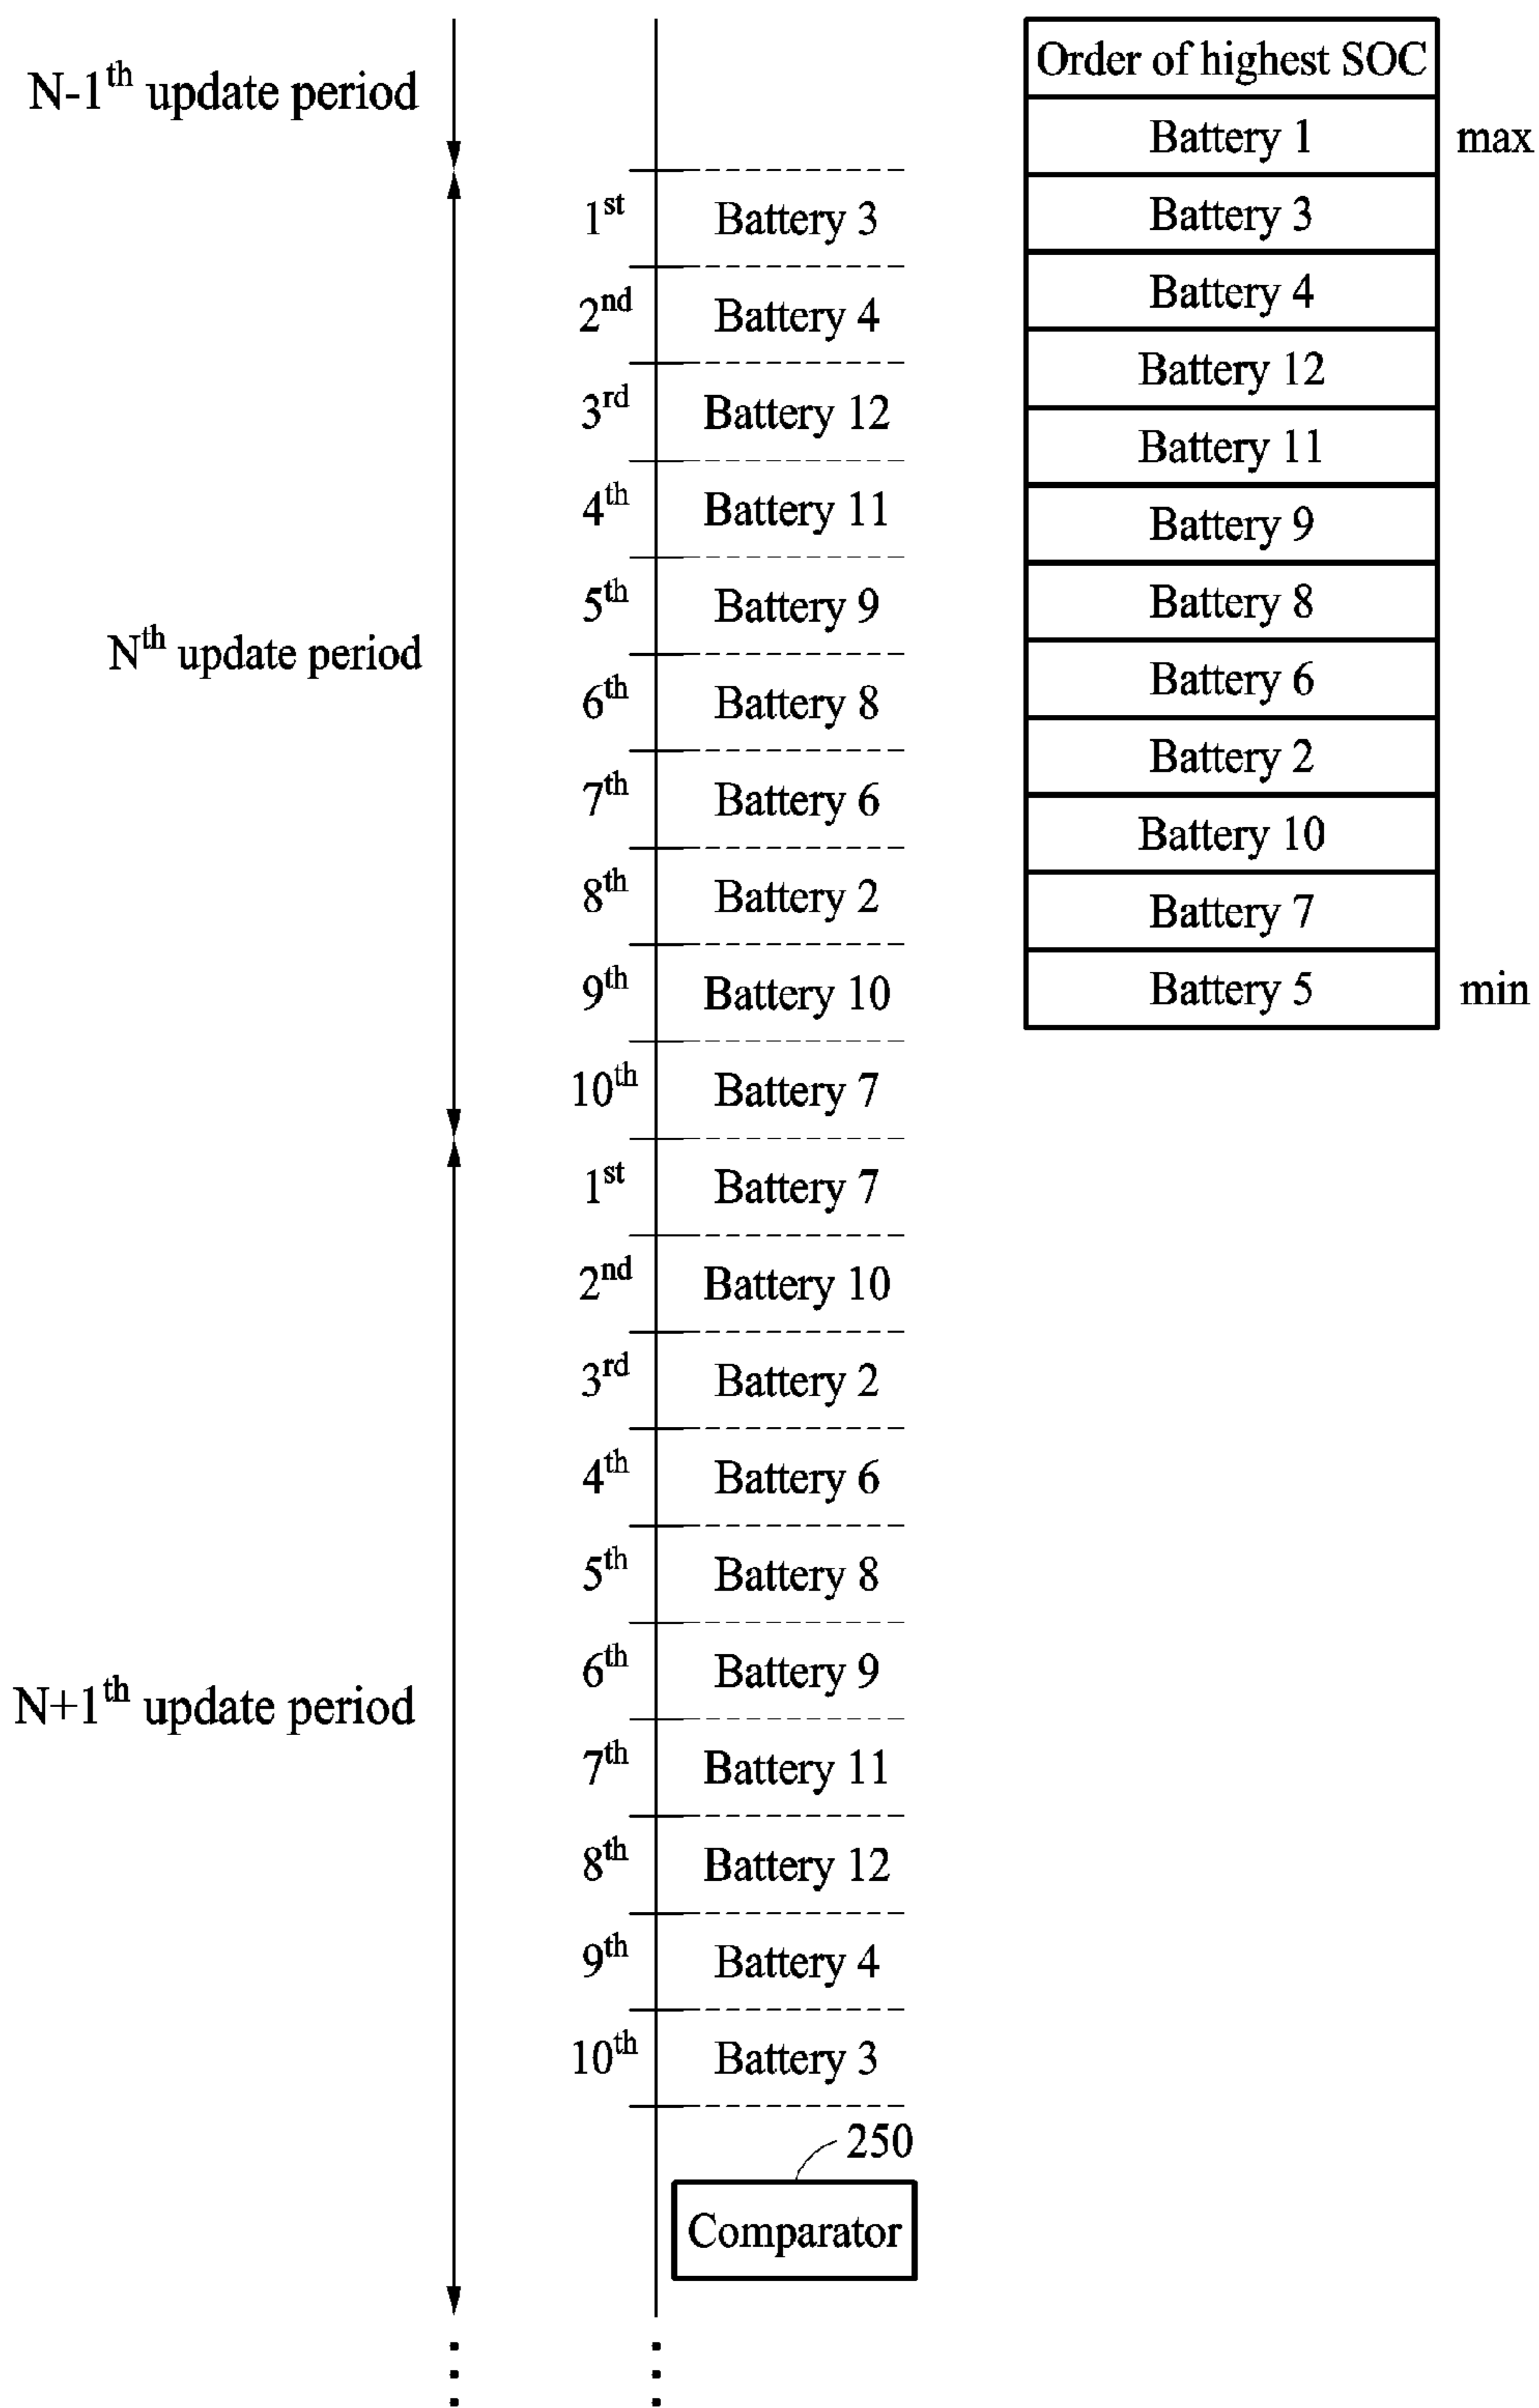 N-1th update period
Nth update period
N+1th update period
1st Battery 3
2nd Battery 4
3rd Battery 12
4th Battery 11
5th Battery 9
6th Battery 8
7th Battery 6
8th Battery 2
9th Battery 10
10th Battery 7
1st Battery 7
2nd Battery 10
3rd Battery 2
4th Battery 6
5th Battery 8
6th Battery 9
7th Battery 11
8th Battery 12
9th Battery 4
10th Battery 3
250
Comparator
Order of highest SOC
Battery 1 max
Battery 3
Battery 4
Battery 12
Battery 11
Battery 9
Battery 8
Battery 6
Battery 2
Battery 10
Battery 7
Battery 5 min